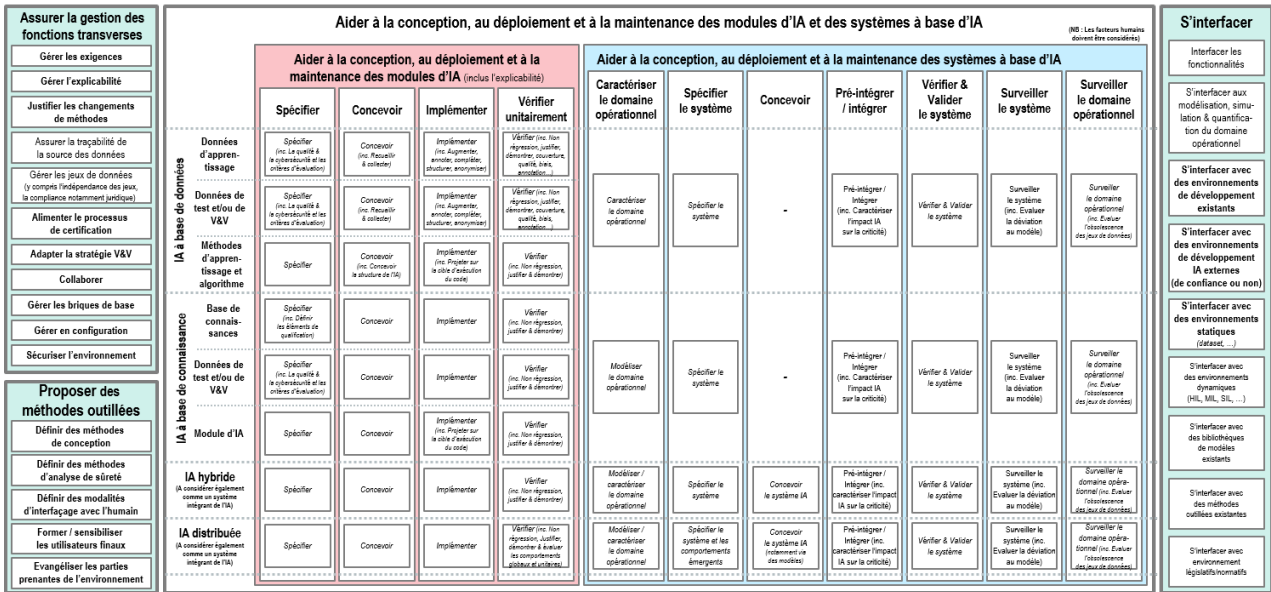 Assurer la gestion des
fonctions transverses
Gérer les exigences
Gérer l'explicabilité
Justifier les changements
de méthodes
Assurer la traçabilité de
la source des données
Gérer les jeux de données
(y compris l'indépendance des jeux,
la compliance notamment juridique)
Alimenter le processus
de certification
Adapter la stratégie V&V
Collaborer
Gérer les briques de base
Gérer en configuration
Sécuriser l'environnement
Proposer des
méthodes outillées
Définir des méthodes
de conception
Définir des méthodes
d'analyse de sûreté
Définir des modalités
d'interfaçage avec l'humain
Former / sensibiliser
les utilisateurs finaux
Evangéliser les parties
prenantes de l'environnement
Aider à la conception, au déploiement et à la maintenance des modules d'IA et des systèmes à base d'IA
(NB : Les facteurs humains
doivent être considérés)
Aider à la conception, au déploiement et à la
maintenance des modules d'IA (inclus l'explicabilité)
Spécifier
Concevoir
Implémenter
Vérifier
unitairement
Aider à la conception, au déploiement et à la maintenance des systèmes à base d'IA
Caractériser
le domaine
opérationnel
Spécifier
le système
Concevoir
Pré-intégrer
/ intégrer
Vérifier &
Valider
le système
Surveiller
le système
Surveiller
le domaine
opérationnel
IA à base de données
Données
d'appren-
tissage
Spécifier
(inc. La qualité &
la cybersécurité et les
critères d'évaluation)
Concevoir
(inc. Recueillir
& collecter)
Implémenter
(inc. Augmenter,
annoter, compléter,
structurer, anonymiser)
Vérifier (inc. Non
régression, justifier,
démontrer, couverture,
qualité, biais,
annotation...)
Données de
test et/ou de
V&V
Spécifier
(inc. La qualité &
la cybersécurité et les
critères d'évaluation)
Concevoir
(inc. Recueillir
& collecter)
Implémenter
(inc. Augmenter,
annoter, compléter,
structurer, anonymiser)
Vérifier (inc. Non
régression, justifier,
démontrer, couverture,
qualité, biais,
annotation...)
Méthodes
d'appren-
tissage et
algorithme
Spécifier
Concevoir
(inc. Concevoir
la structure de l'IA)
Implémenter
(inc. Projeter sur
la cible d'exécution
du code)
Vérifier
(inc. Non régression,
justifier & démontrer)
Caractériser
le domaine
opérationnel
Spécifier le
système
-
Pré-intégrer /
Intégrer
(inc. Caractériser
l'impact IA
sur la criticité)
Vérifier & Valider
le système
Surveiller
le système
(inc. Evaluer
la déviation
au modèle)
Surveiller
le domaine
opérationnel
(inc. Evaluer
l'obsolescence
des jeux de données)
IA à base de connaissance
Base de
connais-
sances
Spécifier
(inc. Définir
les éléments de
qualification)
Concevoir
Implémenter
Vérifier
(inc. Non régression,
justifier & démontrer)
Données de
test et/ou de
V&V
Spécifier
(inc. La qualité &
la cybersécurité et les
critères d'évaluation)
Concevoir
Implémenter
Vérifier
(inc. Non régression,
justifier & démontrer)
Module d'IA
Spécifier
Concevoir
Implémenter
(inc. Projeter sur
la cible d'exécution
du code)
Vérifier
(inc. Non régression,
justifier & démontrer)
Modéliser
le domaine
opérationnel
Spécifier le
système
-
Pré-intégrer /
Intégrer
(inc. Caractériser
l'impact IA
sur la criticité)
Vérifier & Valider
le système
Surveiller
le système
(inc. Evaluer
la déviation
au modèle)
Surveiller
le domaine
opérationnel
(inc. Evaluer
l'obsolescence
des jeux de données)
IA hybride
(A considérer également
comme un système
intégrant de l'IA)
Spécifier
Concevoir
Implémenter
Vérifier
(inc. Non régression,
justifier & démontrer)
Modéliser /
caractériser
le domaine
opérationnel
Spécifier le
système
Concevoir
le système IA
Pré-intégrer /
Intégrer (inc.
caractériser l'impact
IA sur la criticité)
Vérifier & Valider
le système
Surveiller le
système (inc.
Evaluer la déviation
au modèle)
Surveiller le
domaine opéra-
tionnel (inc. Evaluer
l'obsolescence
des jeux de données)
IA distribuée
(A considérer également
comme un système
intégrant de l'IA)
Spécifier
Concevoir
Implémenter
Vérifier (inc. Non
régression, Justifier,
démontrer & évaluer
les comportements
globaux et unitaires)
Modéliser /
caractériser
le domaine
opérationnel
Spécifier le
système et les
comportements
émergents
Concevoir
le système IA
(notamment via
des modèles)
Pré-intégrer /
Intégrer (inc.
caractériser l'impact
IA sur la criticité)
Vérifier & Valider
le système
Surveiller le
système (inc.
Evaluer la déviation
au modèle)
Surveiller le
domaine opéra-
tionnel (inc. Evaluer
l'obsolescence
des jeux de données)
S'interfacer
Interfacer les
fonctionnalités
S'interfacer aux
modélisation, simu-
lation & quantifica-
tion du domaine
opérationnel
S'interfacer avec
des environnements
de développement
existants
S'interfacer avec
des environnements
de développement
IA externes
(de confiance ou non)
S'interfacer avec
des environnements
statiques
(dataset, ...)
S'interfacer avec
des environnements
dynamiques
(HIL, MIL, SIL, ...)
S'interfacer avec
des bibliothèques
de modèles
existants
S'interfacer avec
des méthodes
outillées existantes
S'interfacer avec
environnement
législatifs/normatifs